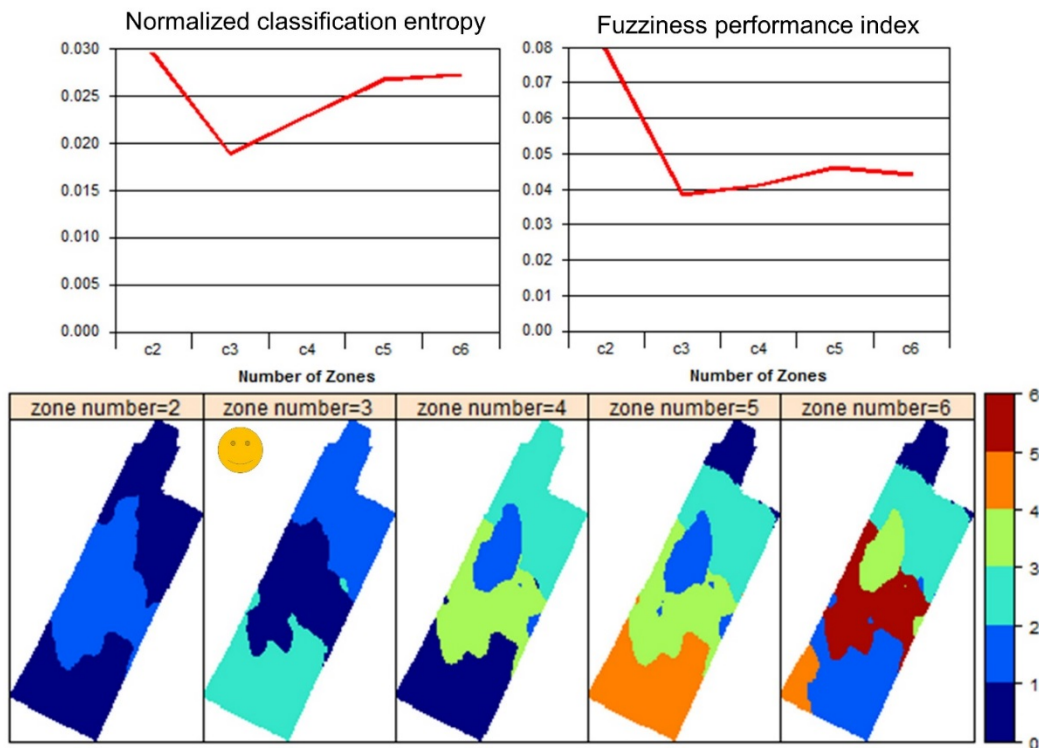 Normalized classification entropy
0.030
0.025
0.020
0.015
0.010
0.005
0.000
c2 c3 c4 c5 c6
Number of Zones
Fuzziness performance index
0.08
0.07
0.06
0.05
0.04
0.03
0.02
0.01
0.00
c2 c3 c4 c5 c6
Number of Zones
zone number=2
zone number=3
zone number=4
zone number=5
zone number=6
6
5
4
3
2
1
0